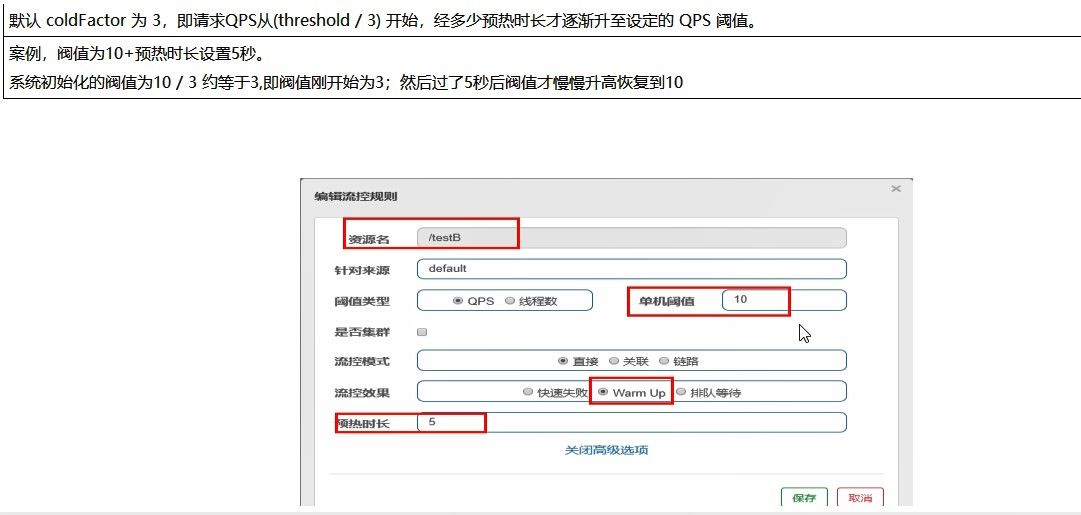 默认 coldFactor 为 3，即请求QPS从(threshold / 3) 开始，经多少预热时长才逐渐升至设定的 QPS 阈值。
案例，阀值为10+预热时长设置5秒。
系统初始化的阀值为10 / 3 约等于3,即阀值刚开始为3；然后过了5秒后阀值才慢慢升高恢复到10
编辑流控规则 ×
资源名 /testB
针对来源 default
阈值类型 QPS 线程数 单机阈值 10
是否集群
流控模式 直接 关联 链路
流控效果 快速失败 Warm Up 排队等待
预热时长 5
关闭高级选项
保存 取消